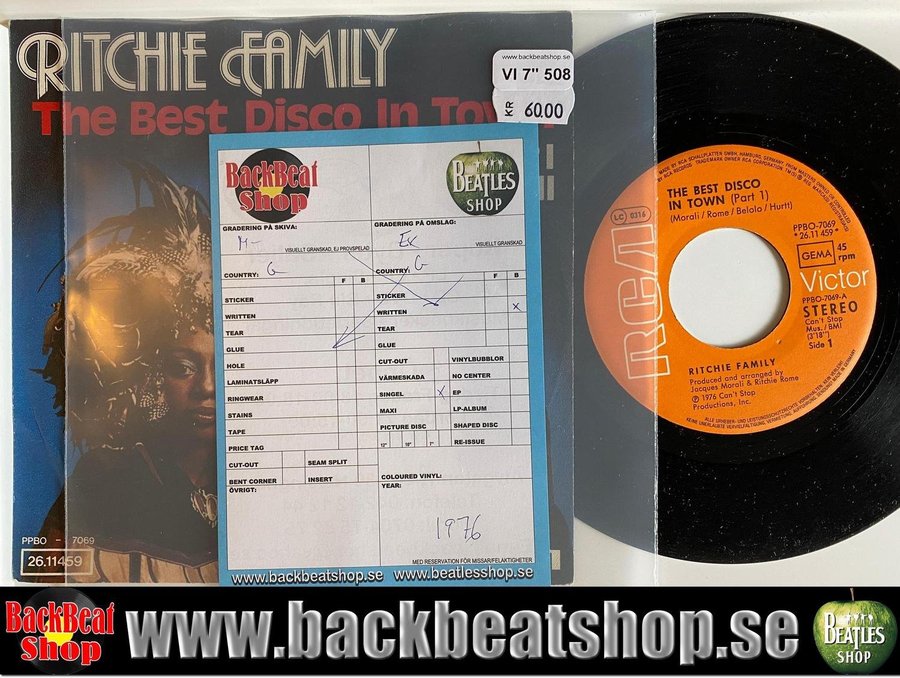 RITCHIE FAMILY
The Best Disco In Tow
www.backbeatshop.se
VI 7" 508
KR 60.00
BackBeat
Shop
BEATLES
SHOP
GRADERING PÅ SKIVA:
M-
VISUELLT GRANSKAD, EJ PROVSPELAD
GRADERING PÅ OMSLAG:
EX
VISUELLT GRANSKAD
COUNTRY: G
F B
STICKER
WRITTEN
TEAR
GLUE
HOLE
LAMINATSLÄPP
RINGWEAR
STAINS
TAPE
PRICE TAG
CUT-OUT
SEAM SPLIT
BENT CORNER
INSERT
ÖVRIGT:
COUNTRY: G
F B
STICKER
WRITTEN X
TEAR
GLUE
CUT-OUT
VINYLBUBBLOR
VÄRMESKADA
NO CENTER
SINGEL X
EP
MAXI
LP-ALBUM
PICTURE DISC
SHAPED DISC
12" 10" 7"
RE-ISSUE
COLOURED VINYL:
YEAR:
1976
MED RESERVATION FÖR MISSAR/FELAKTIGHETER
www.backbeatshop.se www.beatlesshop.se
PPBO - 7069
26.11459
RCA
LC 0316
THE BEST DISCO
IN TOWN (Part 1)
(Morali / Rome / Belolo / Hurtt)
PPBO-7069
* 26.11 459 *
GEMA
45
rpm
Victor
PPBO-7069-A
STEREO
Can't Stop
Mus. / BMI
(3'18")
Side 1
RITCHIE FAMILY
Produced and arranged by
Jacques Morali & Ritchie Rome
Ⓟ 1976 Can't Stop
Productions, Inc.
BackBeat
Shop
www.backbeatshop.se
BEATLES
SHOP